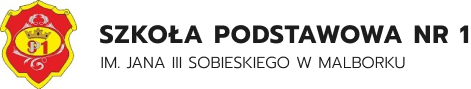 SZKOŁA PODSTAWOWA NR 1
IM. JANA III SOBIESKIEGO W MALBORKU